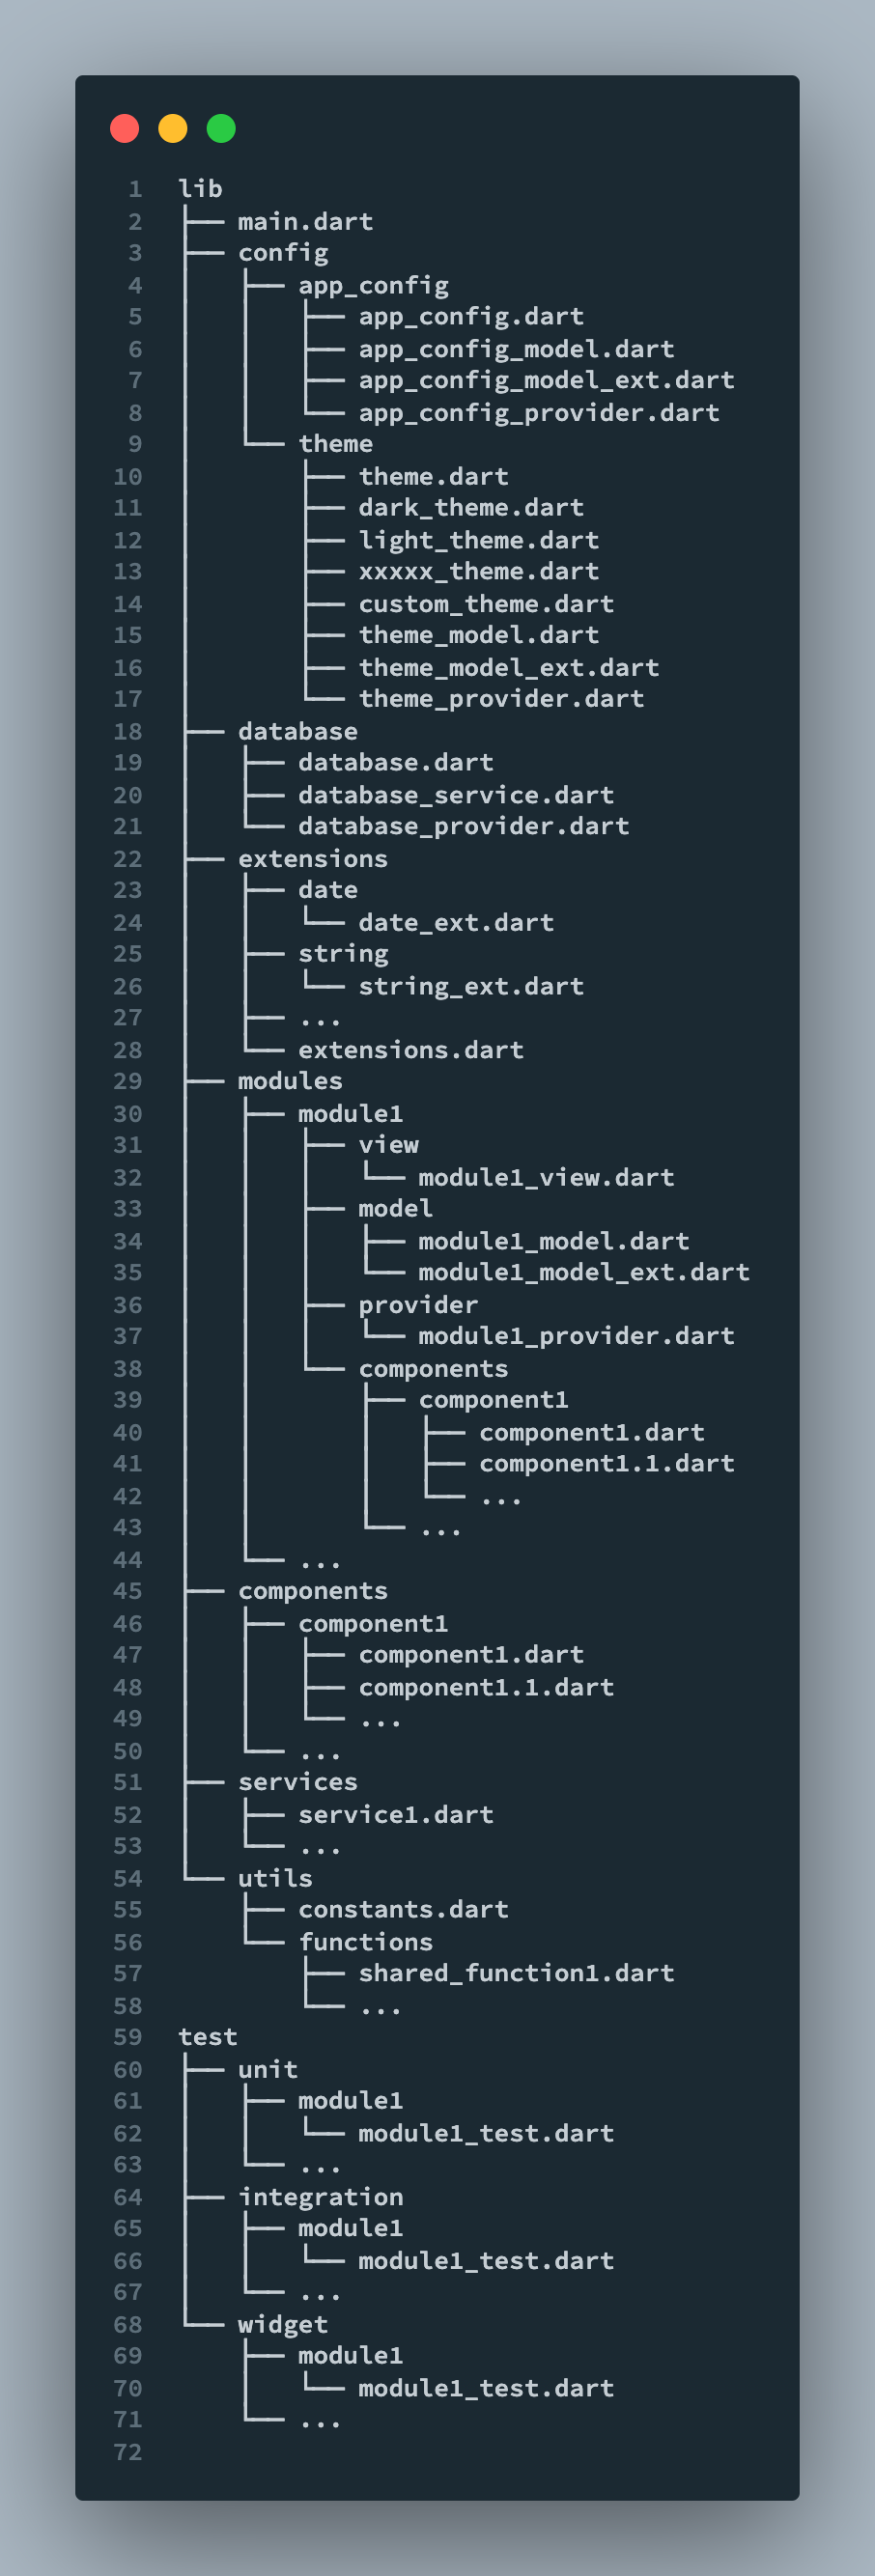 1 lib
2 ├── main.dart
3 ├── config
4 │   ├── app_config
5 │   │   ├── app_config.dart
6 │   │   ├── app_config_model.dart
7 │   │   ├── app_config_model_ext.dart
8 │   │   └── app_config_provider.dart
9 │   └── theme
10 │       ├── theme.dart
11 │       ├── dark_theme.dart
12 │       ├── light_theme.dart
13 │       ├── xxxxx_theme.dart
14 │       ├── custom_theme.dart
15 │       ├── theme_model.dart
16 │       ├── theme_model_ext.dart
17 │       └── theme_provider.dart
18 ├── database
19 │   ├── database.dart
20 │   ├── database_service.dart
21 │   └── database_provider.dart
22 ├── extensions
23 │   ├── date
24 │   │   └── date_ext.dart
25 │   ├── string
26 │   │   └── string_ext.dart
27 │   ├── ...
28 │   └── extensions.dart
29 ├── modules
30 │   ├── module1
31 │   │   ├── view
32 │   │   │   └── module1_view.dart
33 │   │   ├── model
34 │   │   │   ├── module1_model.dart
35 │   │   │   └── module1_model_ext.dart
36 │   │   ├── provider
37 │   │   │   └── module1_provider.dart
38 │   │   └── components
39 │   │       ├── component1
40 │   │       │   ├── component1.dart
41 │   │       │   ├── component1.1.dart
42 │   │       │   └── ...
43 │   │       └── ...
44 │   └── ...
45 ├── components
46 │   ├── component1
47 │   │   ├── component1.dart
48 │   │   ├── component1.1.dart
49 │   │   └── ...
50 │   └── ...
51 ├── services
52 │   ├── service1.dart
53 │   └── ...
54 └── utils
55     ├── constants.dart
56     └── functions
57         ├── shared_function1.dart
58         └── ...
59 test
60 ├── unit
61 │   ├── module1
62 │   │   └── module1_test.dart
63 │   └── ...
64 ├── integration
65 │   ├── module1
66 │   │   └── module1_test.dart
67 │   └── ...
68 └── widget
69     ├── module1
70     │   └── module1_test.dart
71     └── ...
72